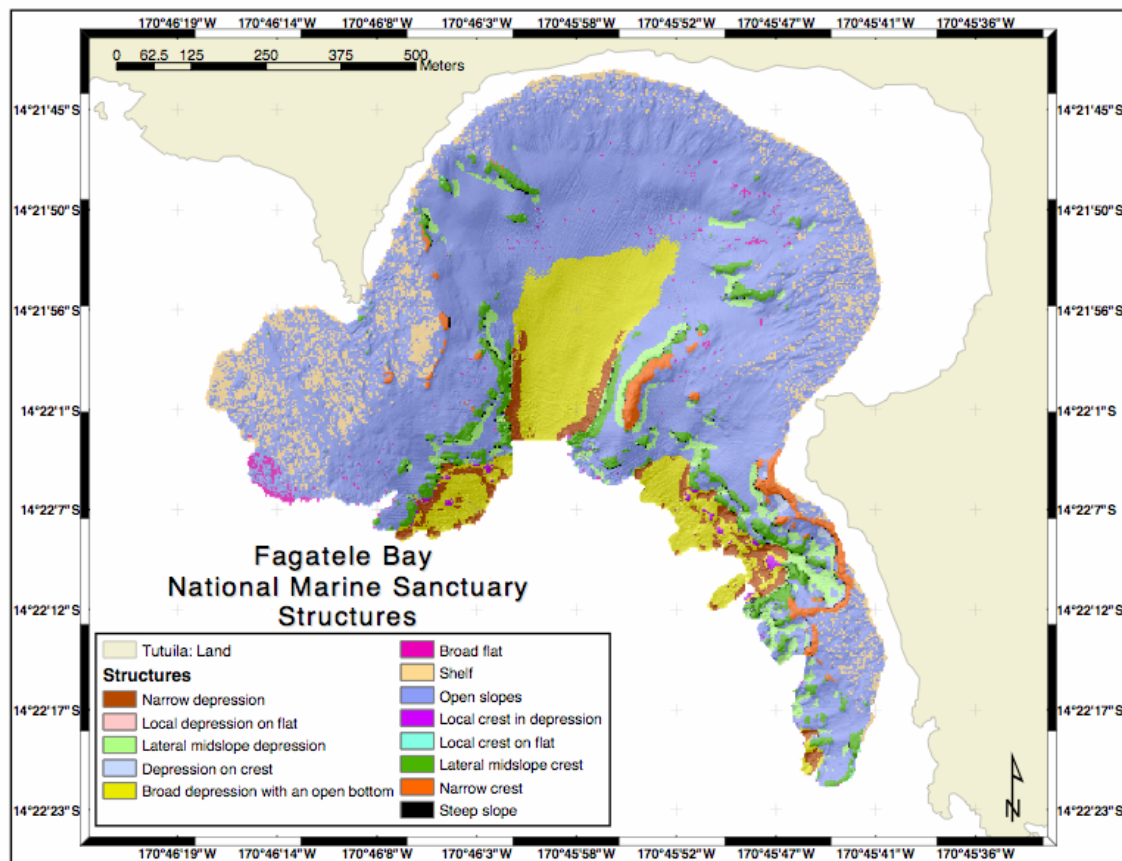 170°46'19"W 170°46'14"W 170°46'8"W 170°46'3"W 170°45'58"W 170°45'52"W 170°45'47"W 170°45'41"W 170°45'36"W
0 62.5 125 250 375 500
Meters
14°21'45"S 14°21'45"S
14°21'50"S 14°21'50"S
14°21'56"S 14°21'56"S
14°22'1"S 14°22'1"S
14°22'7"S 14°22'7"S
Fagatele Bay
National Marine Sanctuary
Structures
14°22'12"S 14°22'12"S
Tutuila: Land
Structures
Narrow depression
Local depression on flat
Lateral midslope depression
Depression on crest
Broad depression with an open bottom
Broad flat
Shelf
Open slopes
Local crest in depression
Local crest on flat
Lateral midslope crest
Narrow crest
Steep slope
14°22'17"S 14°22'17"S
14°22'23"S 14°22'23"S
N
170°46'19"W 170°46'14"W 170°46'8"W 170°46'3"W 170°45'58"W 170°45'52"W 170°45'47"W 170°45'41"W 170°45'36"W